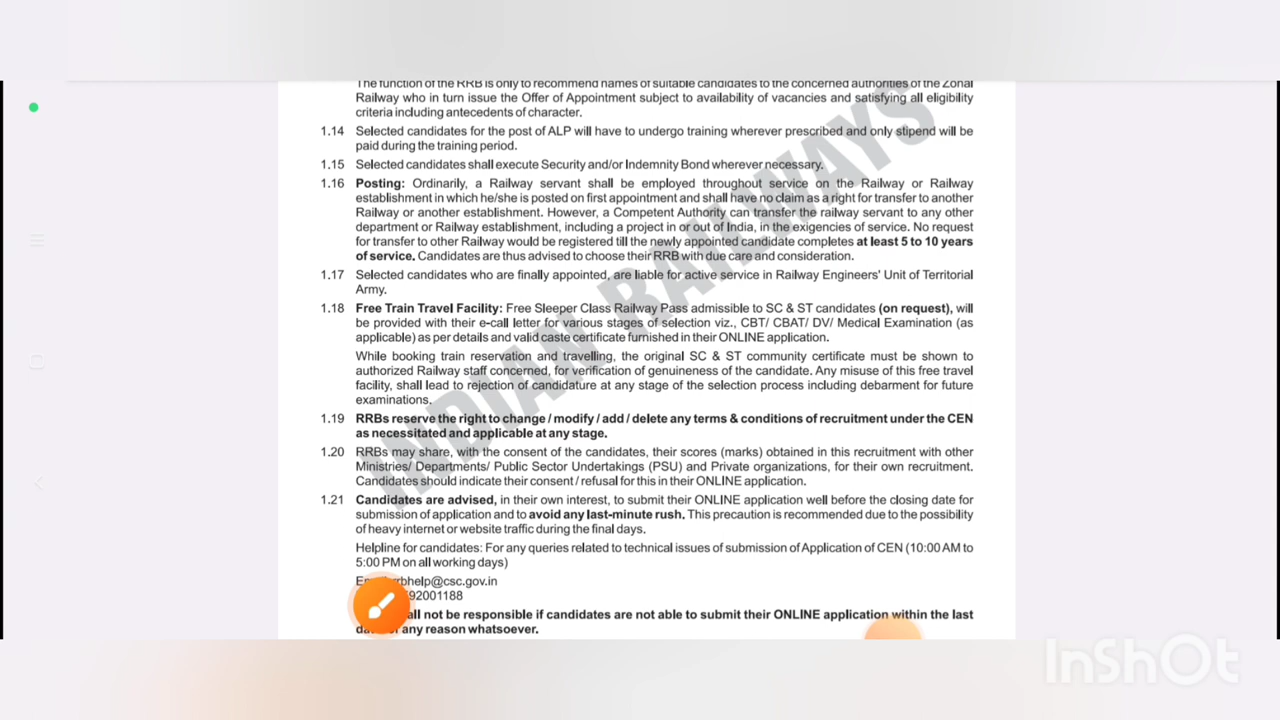 The function of the RRB is only to recommend names of suitable candidates to the concerned authorities of the Zonal
Railway who in turn issue the Offer of Appointment subject to availability of vacancies and satisfying all eligibility
criteria including antecedents of character.
1.14 Selected candidates for the post of ALP will have to undergo training wherever prescribed and only stipend will be
paid during the training period.
1.15 Selected candidates shall execute Security and/or Indemnity Bond wherever necessary.
1.16 Posting: Ordinarily, a Railway servant shall be employed throughout service on the Railway or Railway
establishment in which he/she is posted on first appointment and shall have no claim as a right for transfer to another
Railway or another establishment. However, a Competent Authority can transfer the railway servant to any other
department or Railway establishment, including a project in or out of India, in the exigencies of service. No request
for transfer to other Railway would be registered till the newly appointed candidate completes at least 5 to 10 years
of service. Candidates are thus advised to choose their RRB with due care and consideration.
1.17 Selected candidates who are finally appointed, are liable for active service in Railway Engineers' Unit of Territorial
Army.
1.18 Free Train Travel Facility: Free Sleeper Class Railway Pass admissible to SC & ST candidates (on request), will
be provided with their e-call letter for various stages of selection viz., CBT/ CBAT/ DV/ Medical Examination (as
applicable) as per details and valid caste certificate furnished in their ONLINE application.
While booking train reservation and travelling, the original SC & ST community certificate must be shown to
authorized Railway staff concerned, for verification of genuineness of the candidate. Any misuse of this free travel
facility, shall lead to rejection of candidature at any stage of the selection process including debarment for future
examinations.
1.19 RRBs reserve the right to change / modify / add / delete any terms & conditions of recruitment under the CEN
as necessitated and applicable at any stage.
1.20 RRBs may share, with the consent of the candidates, their scores (marks) obtained in this recruitment with other
Ministries/ Departments/ Public Sector Undertakings (PSU) and Private organizations, for their own recruitment.
Candidates should indicate their consent / refusal for this in their ONLINE application.
1.21 Candidates are advised, in their own interest, to submit their ONLINE application well before the closing date for
submission of application and to avoid any last-minute rush. This precaution is recommended due to the possibility
of heavy internet or website traffic during the final days.
Helpline for candidates: For any queries related to technical issues of submission of Application of CEN (10:00 AM to
5:00 PM on all working days)
rbhelp@csc.gov.in
92001188
all not be responsible if candidates are not able to submit their ONLINE application within the last
any reason whatsoever.
INDIAN RAILWAYS
InShOt